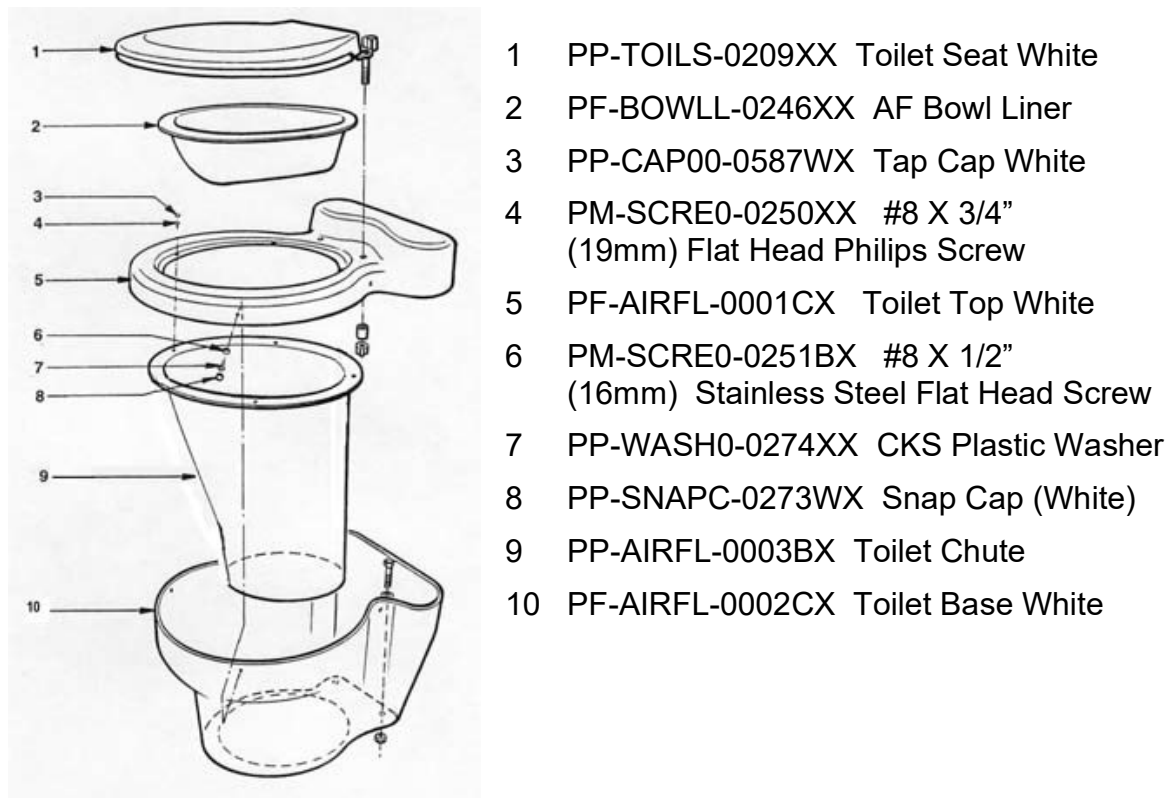 1
2
3
4
5
6
7
8
9
10
1 PP-TOILS-0209XX Toilet Seat White
2 PF-BOWLL-0246XX AF Bowl Liner
3 PP-CAP00-0587WX Tap Cap White
4 PM-SCRE0-0250XX #8 X 3/4”
(19mm) Flat Head Philips Screw
5 PF-AIRFL-0001CX Toilet Top White
6 PM-SCRE0-0251BX #8 X 1/2”
(16mm) Stainless Steel Flat Head Screw
7 PP-WASH0-0274XX CKS Plastic Washer
8 PP-SNAPC-0273WX Snap Cap (White)
9 PP-AIRFL-0003BX Toilet Chute
10 PF-AIRFL-0002CX Toilet Base White